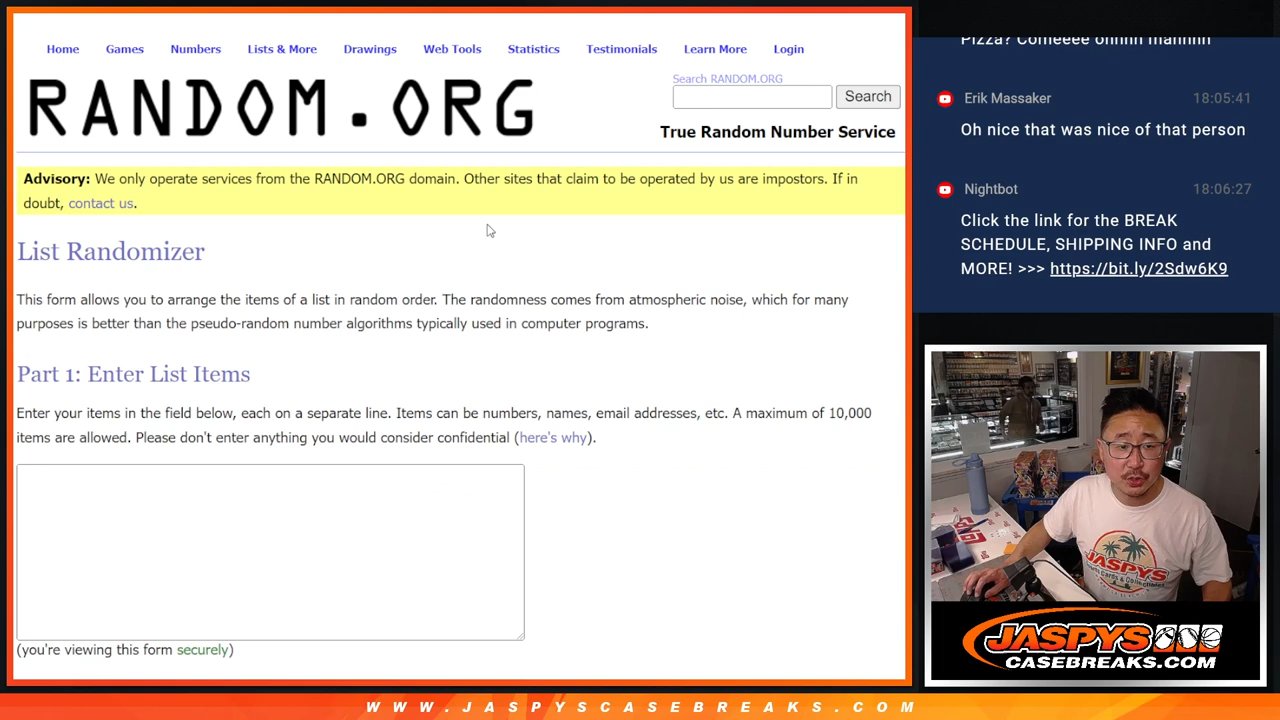 Home Games Numbers Lists & More Drawings Web Tools Statistics Testimonials Learn More Login
RANDOM.ORG
Search RANDOM.ORG
Search
True Random Number Service
Advisory: We only operate services from the RANDOM.ORG domain. Other sites that claim to be operated by us are impostors. If in
doubt, contact us.
List Randomizer
This form allows you to arrange the items of a list in random order. The randomness comes from atmospheric noise, which for many
purposes is better than the pseudo-random number algorithms typically used in computer programs.
Part 1: Enter List Items
Enter your items in the field below, each on a separate line. Items can be numbers, names, email addresses, etc. A maximum of 10,000
items are allowed. Please don't enter anything you would consider confidential (here's why).
(you're viewing this form securely)
Pizza? Comeeee ohhhh mannnn
Erik Massaker 18:05:41
Oh nice that was nice of that person
Nightbot 18:06:27
Click the link for the BREAK
SCHEDULE, SHIPPING INFO and
MORE! >>> https://bit.ly/2Sdw6K9
JASPYS
JASPYS
CASEBREAKS.COM
WWW.JASPYSCASEBREAKS.COM